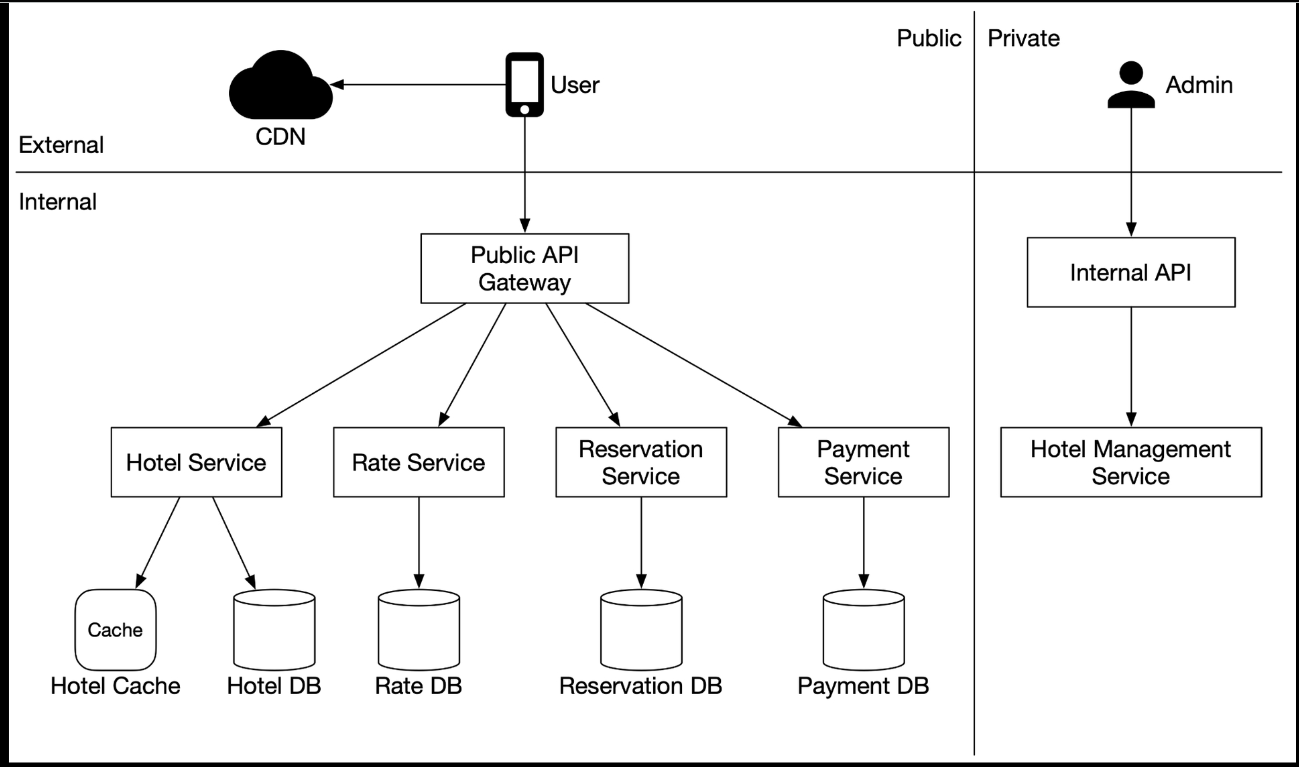 Public
Private
User
Admin
CDN
External
Internal
Public API
Gateway
Internal API
Hotel Service
Rate Service
Reservation
Service
Payment
Service
Hotel Management
Service
Cache
Hotel Cache
Hotel DB
Rate DB
Reservation DB
Payment DB